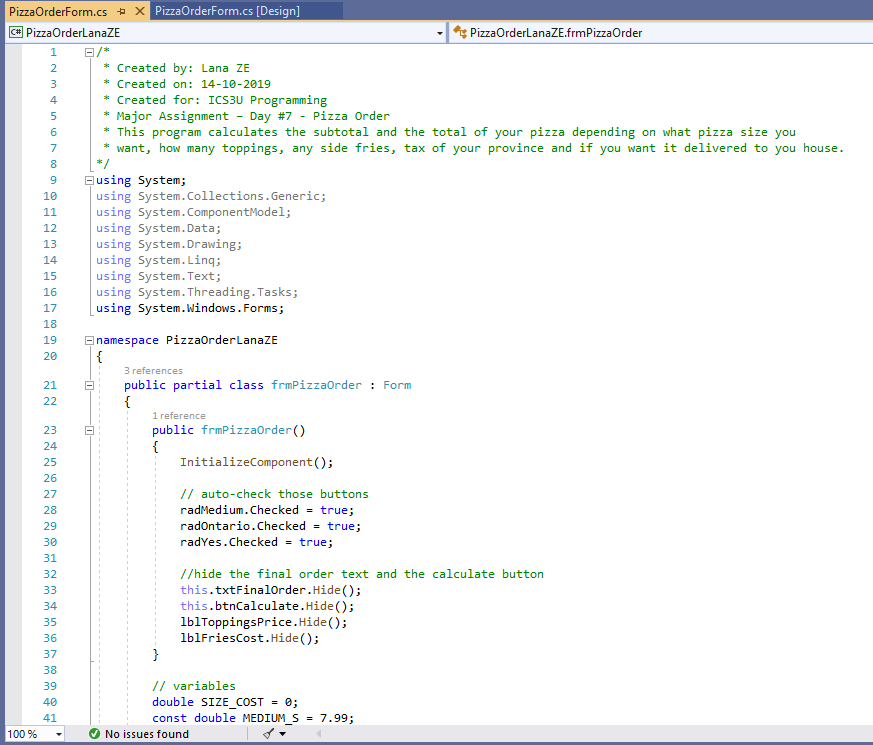 PizzaOrderForm.cs
PizzaOrderForm.cs [Design]
C# PizzaOrderLanaZE
PizzaOrderLanaZE.frmPizzaOrder
1 /*
2 * Created by: Lana ZE
3 * Created on: 14-10-2019
4 * Created for: ICS3U Programming
5 * Major Assignment – Day #7 - Pizza Order
6 * This program calculates the subtotal and the total of your pizza depending on what pizza size you
7 * want, how many toppings, any side fries, tax of your province and if you want it delivered to you house.
8 */
9 using System;
10 using System.Collections.Generic;
11 using System.ComponentModel;
12 using System.Data;
13 using System.Drawing;
14 using System.Linq;
15 using System.Text;
16 using System.Threading.Tasks;
17 using System.Windows.Forms;
18
19 namespace PizzaOrderLanaZE
20 {
3 references
21 public partial class frmPizzaOrder : Form
22 {
1 reference
23 public frmPizzaOrder()
24 {
25 InitializeComponent();
26
27 // auto-check those buttons
28 radMedium.Checked = true;
29 radOntario.Checked = true;
30 radYes.Checked = true;
31
32 //hide the final order text and the calculate button
33 this.txtFinalOrder.Hide();
34 this.btnCalculate.Hide();
35 lblToppingsPrice.Hide();
36 lblFriesCost.Hide();
37 }
38
39 // variables
40 double SIZE_COST = 0;
41 const double MEDIUM_S = 7.99;
100 %
No issues found